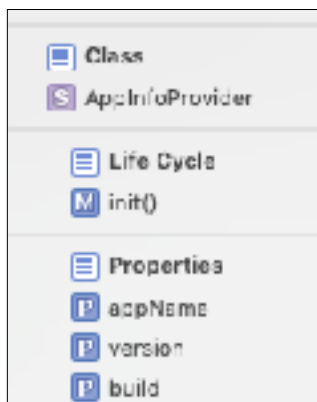 Class
S AppInfoProvider
Life Cycle
M init()
Properties
P appName
P version
P build